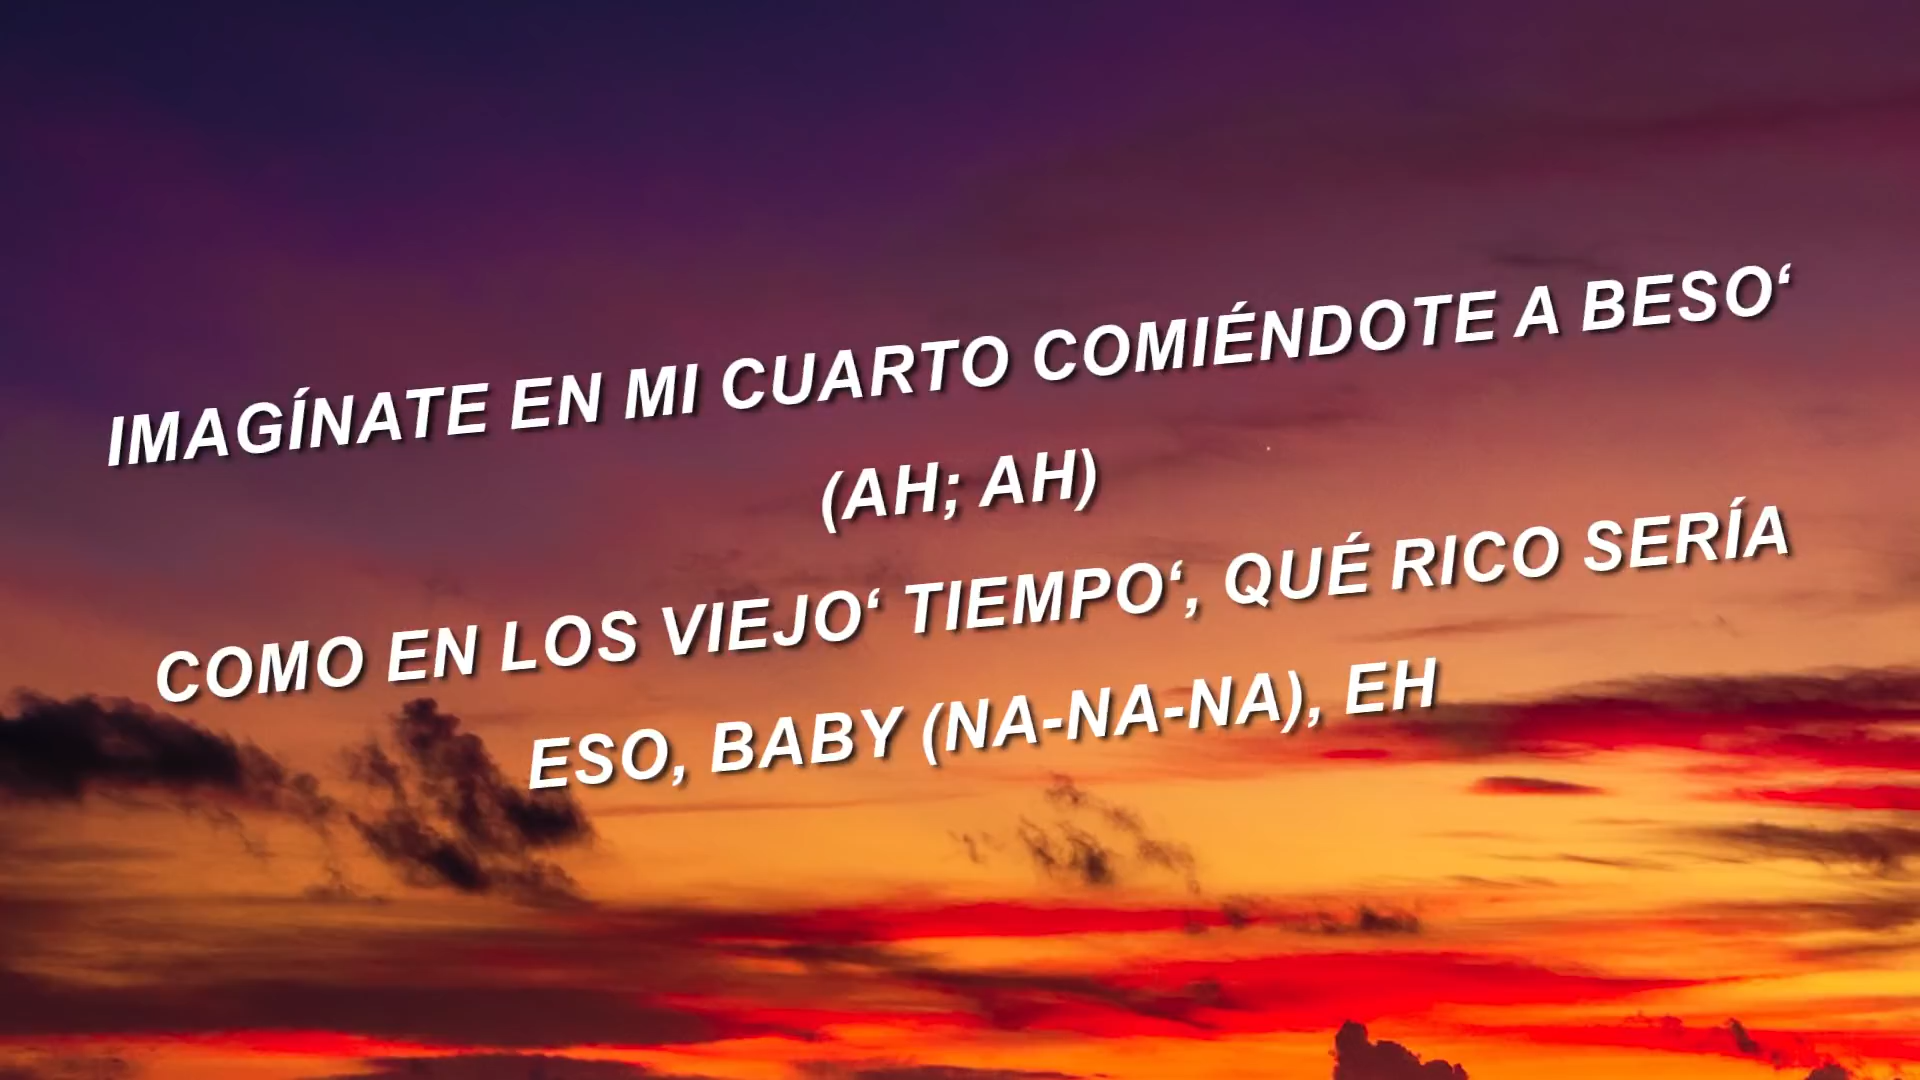 IMAGÍNATE EN MI CUARTO COMIÉNDOTE A BESO‘
(AH; AH)
COMO EN LOS VIEJO‘ TIEMPO‘, QUÉ RICO SERÍA
ESO, BABY (NA-NA-NA), EH